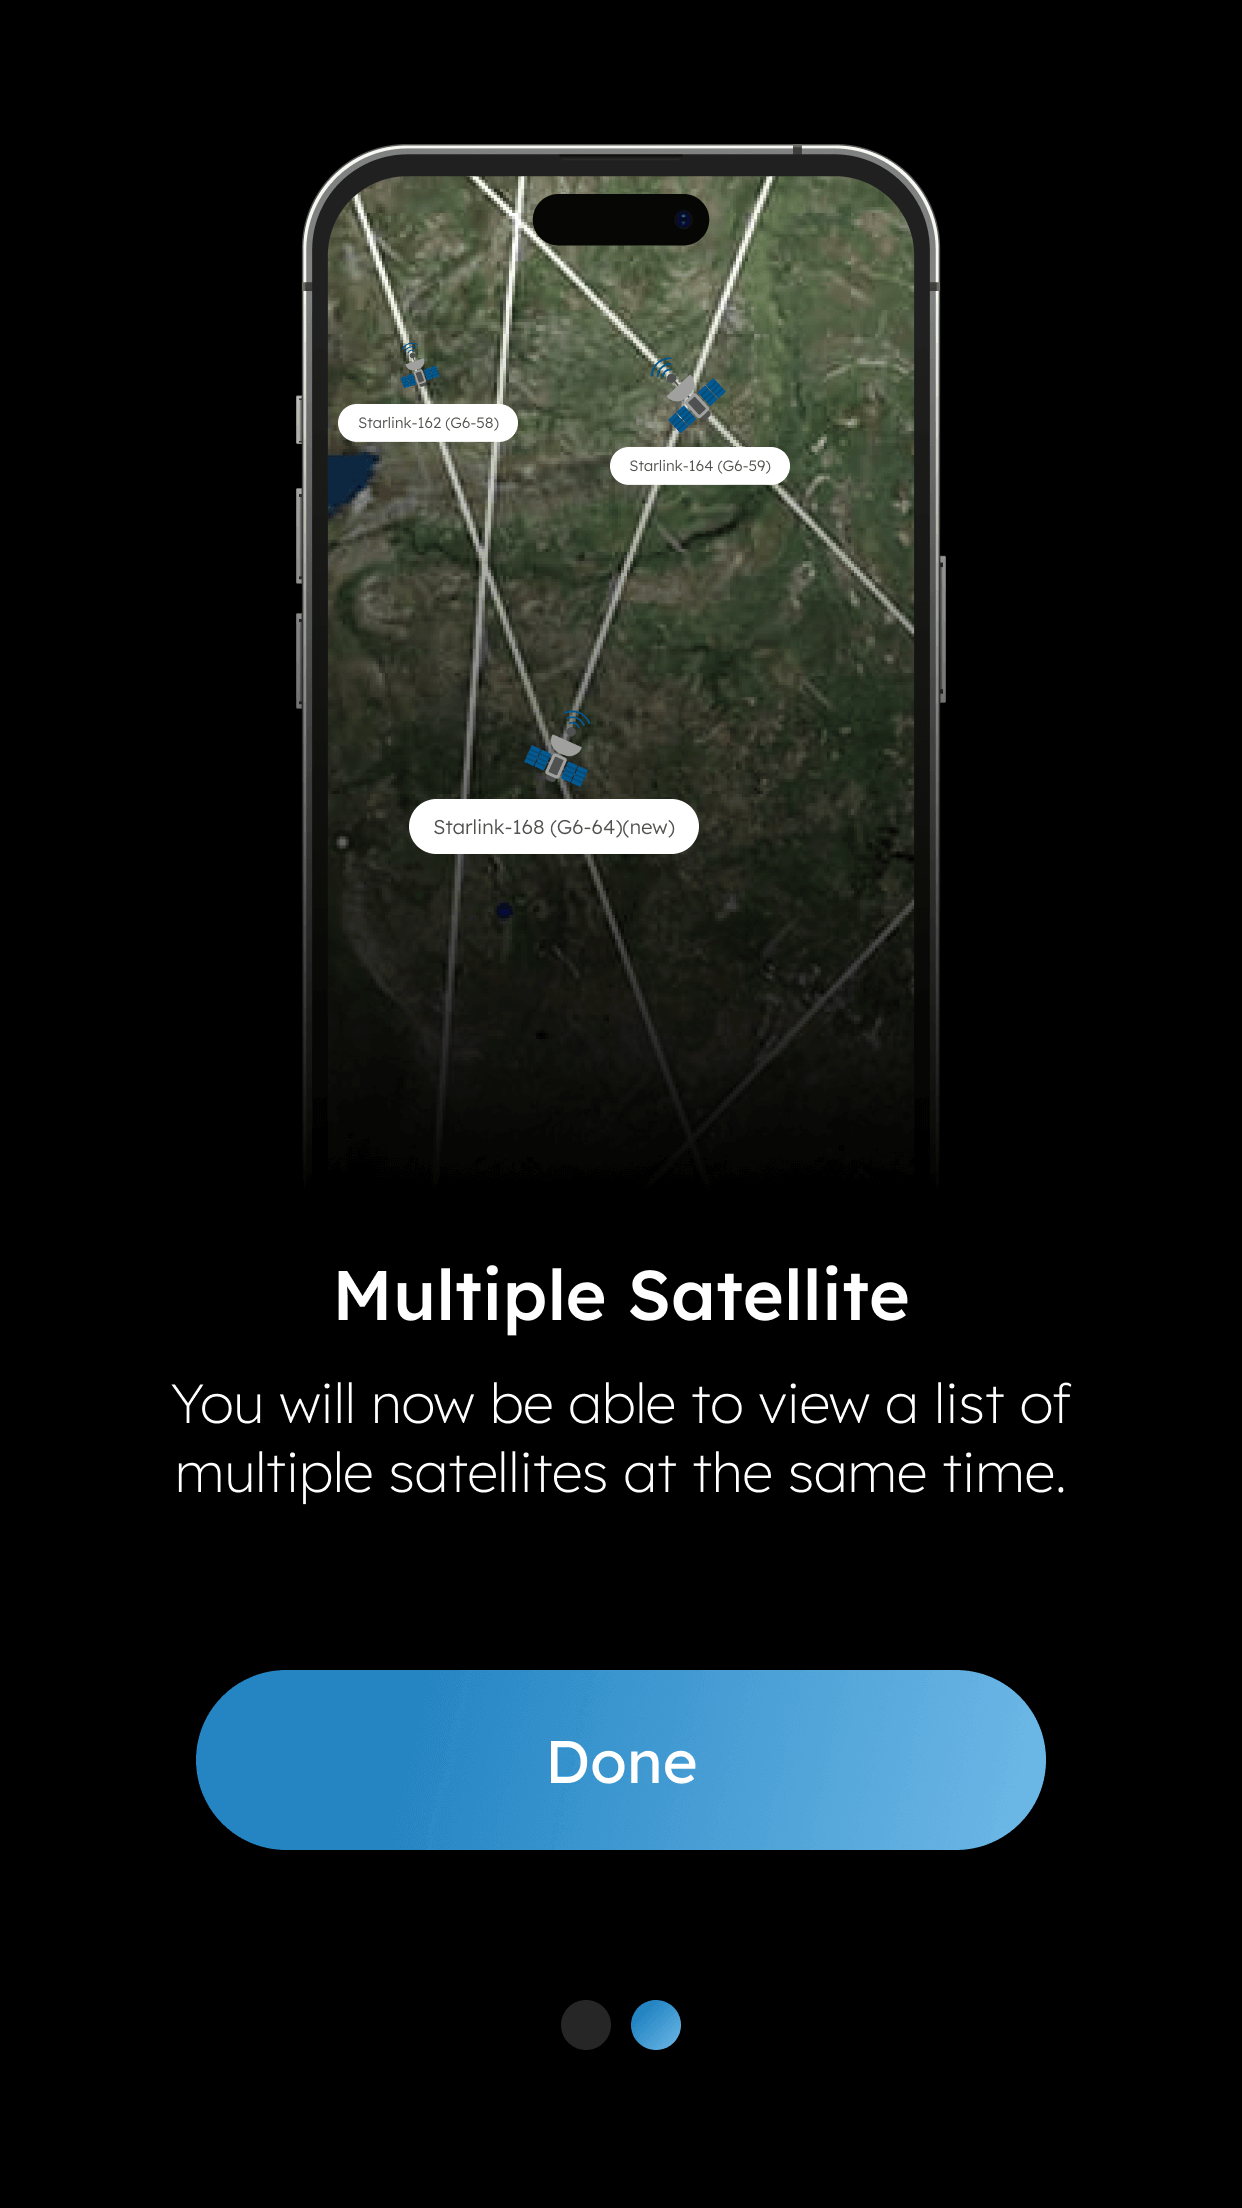 Starlink-162 (G6-58)
Starlink-164 (G6-59)
Starlink-168 (G6-64)(new)
Multiple Satellite
You will now be able to view a list of
multiple satellites at the same time.
Done